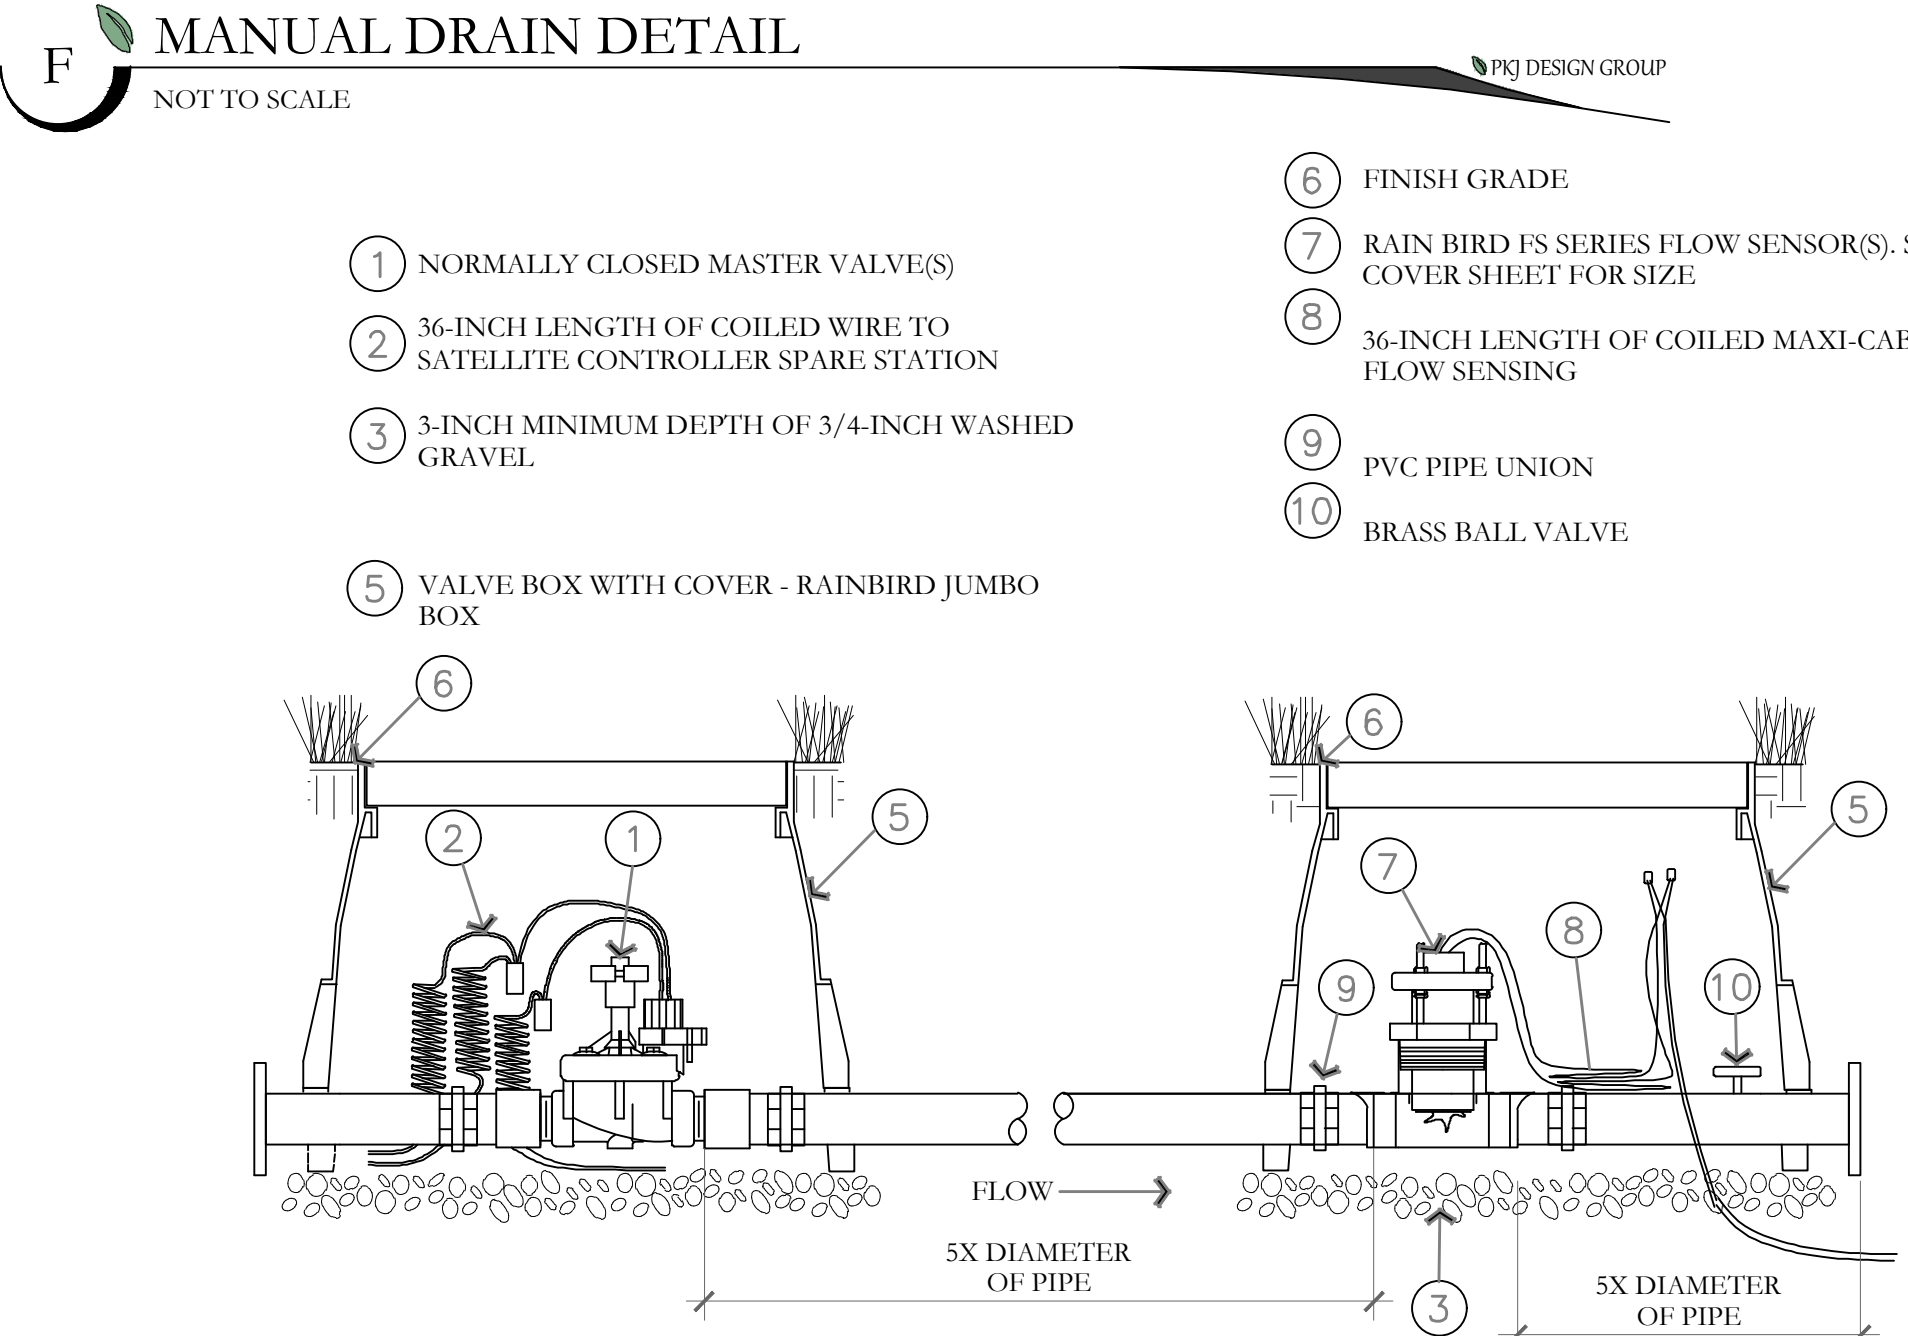 F
MANUAL DRAIN DETAIL
NOT TO SCALE
PKJ DESIGN GROUP
1 NORMALLY CLOSED MASTER VALVE(S)
2 36-INCH LENGTH OF COILED WIRE TO
SATELLITE CONTROLLER SPARE STATION
3 3-INCH MINIMUM DEPTH OF 3/4-INCH WASHED
GRAVEL
5 VALVE BOX WITH COVER - RAINBIRD JUMBO
BOX
6 FINISH GRADE
7 RAIN BIRD FS SERIES FLOW SENSOR(S).
COVER SHEET FOR SIZE
8 36-INCH LENGTH OF COILED
FLOW SENSING
9 PVC PIPE UNION
10 BRASS BALL VALVE
6
2
1
5
6
7
8
9
10
5
FLOW
5X DIAMETER
OF PIPE
3
5X DIAMETER
OF PIPE